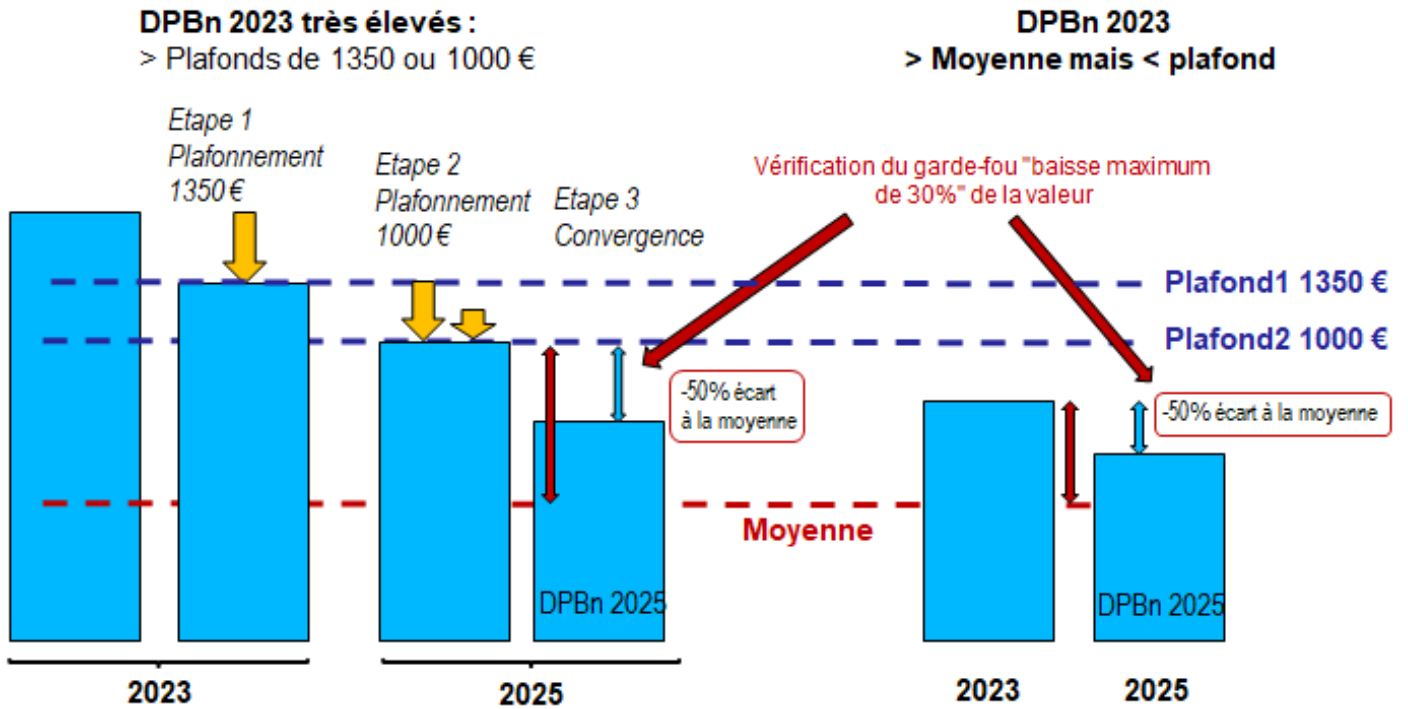 DPBn 2023 très élevés :
> Plafonds de 1350 ou 1000 €
DPBn 2023
> Moyenne mais < plafond
Etape 1
Plafonnement
1350 €
Etape 2
Plafonnement
1000 €
Etape 3
Convergence
Vérification du garde-fou "baisse maximum
de 30%" de la valeur
Plafond1 1350 €
Plafond2 1000 €
-50% écart
à la moyenne
-50% écart à la moyenne
Moyenne
DPBn 2025
DPBn 2025
2023
2025
2023
2025